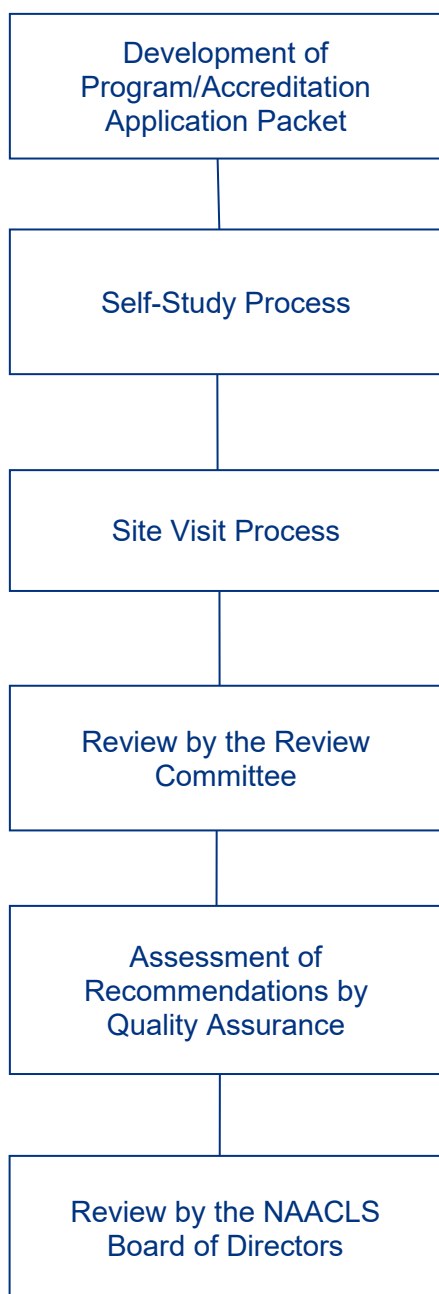 Development of
Program/Accreditation
Application Packet
Self-Study Process
Site Visit Process
Review by the Review
Committee
Assessment of
Recommendations by
Quality Assurance
Review by the NAACLS
Board of Directors